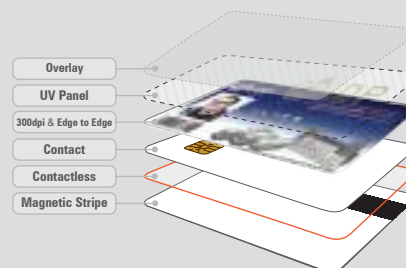 Overlay
UV Panel
300dpi & Edge to Edge
Contact
Contactless
Magnetic Stripe